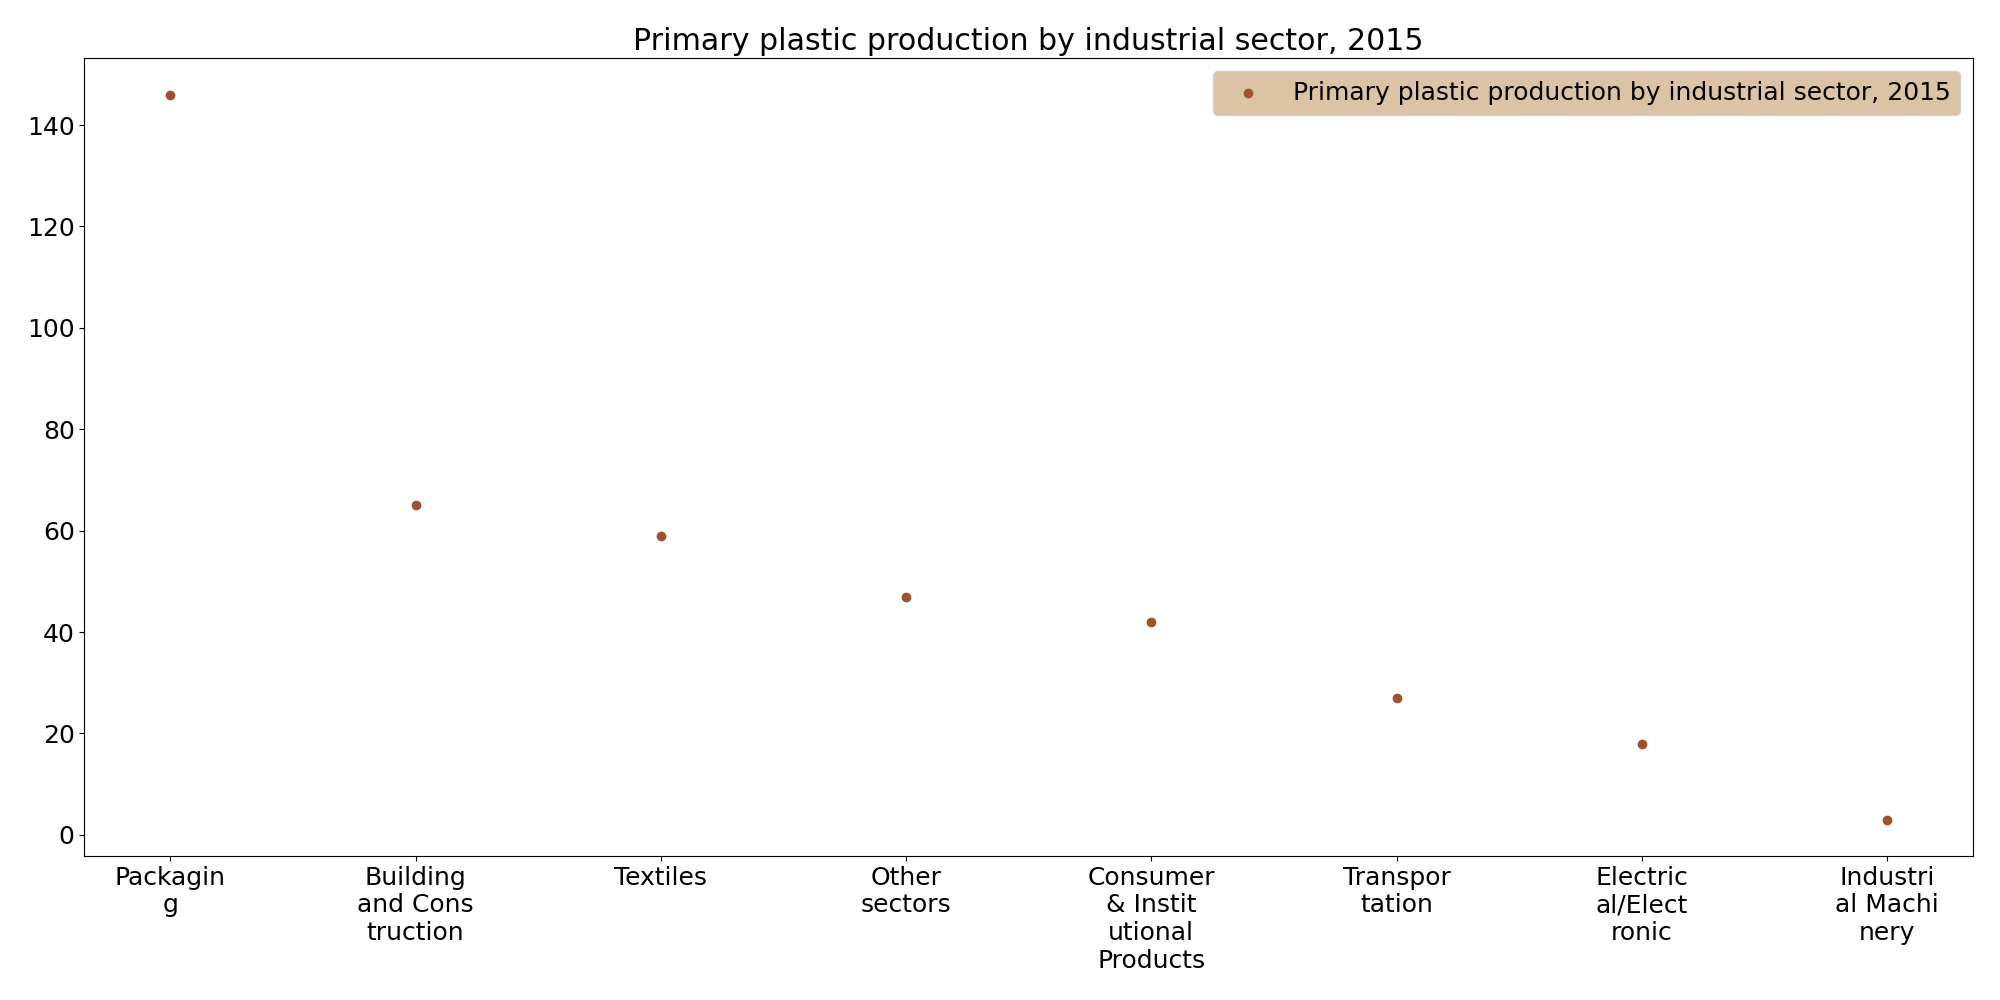 Primary plastic production by industrial sector, 2015
Primary plastic production by industrial sector, 2015
140
120
100
80
60
40
20
0
Packagin
g
Building
and Cons
truction
Textiles
Other
sectors
Consumer
& Instit
utional
Products
Transpor
tation
Electric
al/Elect
ronic
Industri
al Machi
nery